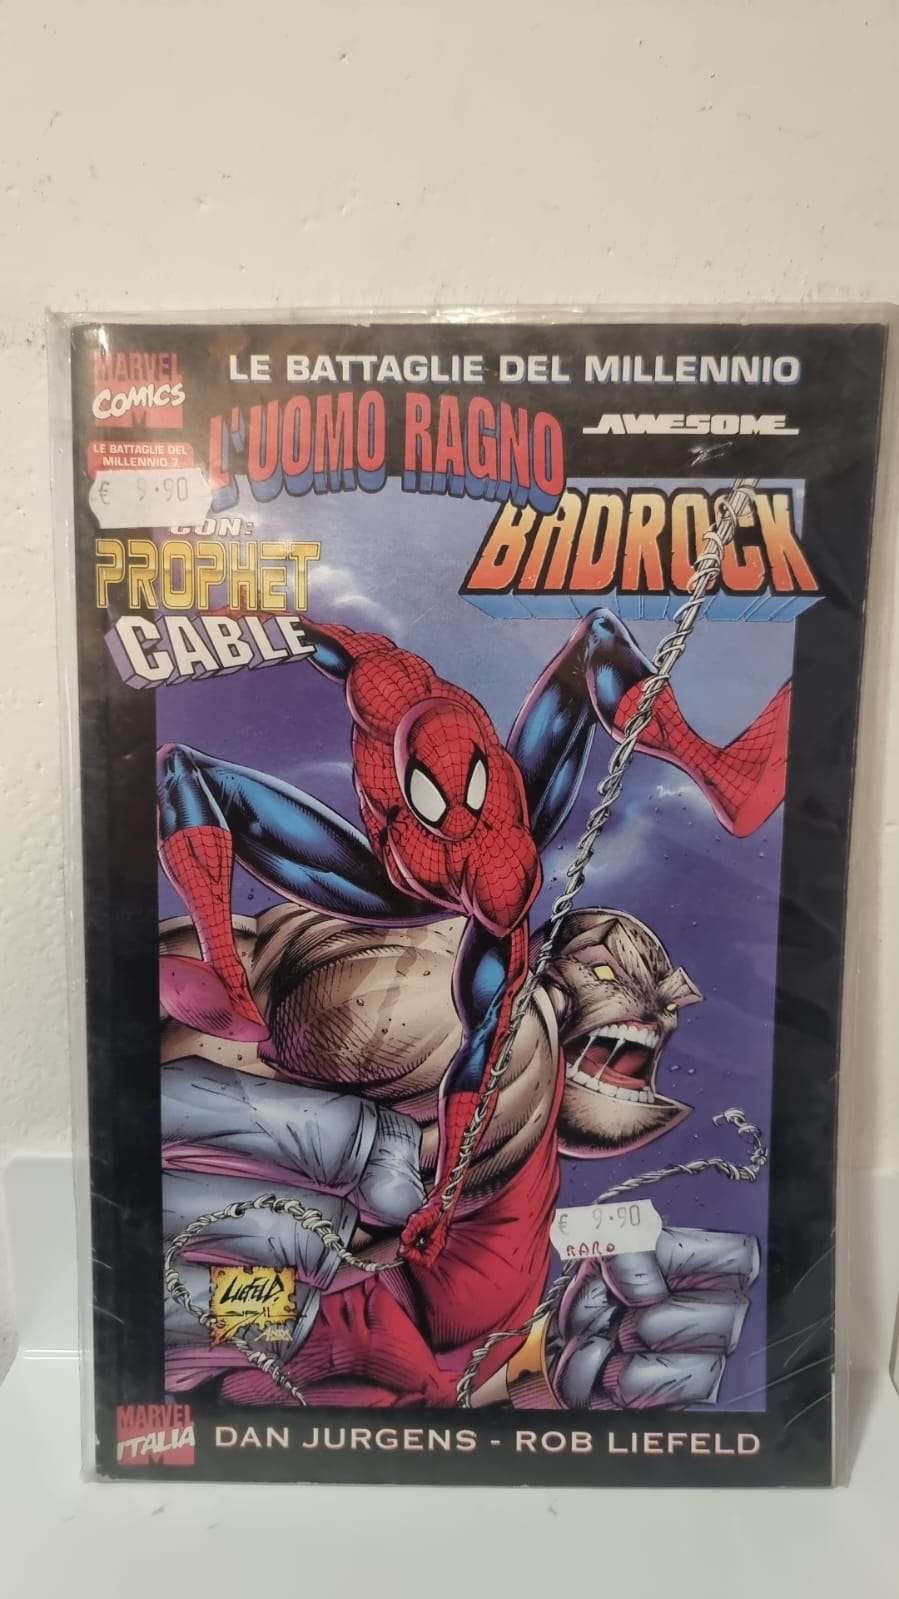 MARVEL
COMICS
LE BATTAGLIE DEL MILLENNIO
L'UOMO RAGNO
AWESOME
LE BATTAGLIE DEL
MILLENNIO 7
€ 9.90
CON:
PROPHET
CABLE
BADROCK
€ 9.90
RARO
LIEFELD
MARVEL
ITALIA
DAN JURGENS - ROB LIEFELD